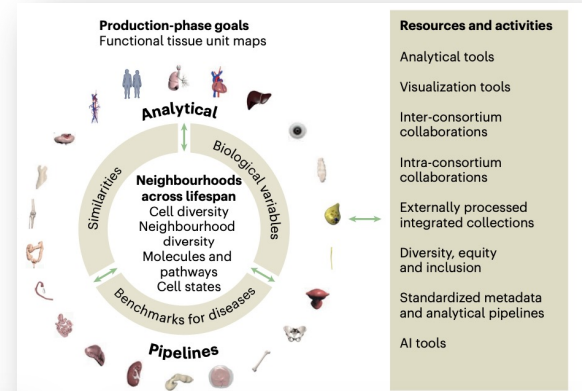 Production-phase goals
Functional tissue unit maps
Analytical
Similarities
Biological variables
Neighbourhoods
across lifespan
Cell diversity
Neighbourhood
diversity
Molecules and
pathways
Cell states
Benchmarks for diseases
Pipelines
Resources and activities
Analytical tools
Visualization tools
Inter-consortium
collaborations
Intra-consortium
collaborations
Externally processed
integrated collections
Diversity, equity
and inclusion
Standardized metadata
and analytical pipelines
AI tools